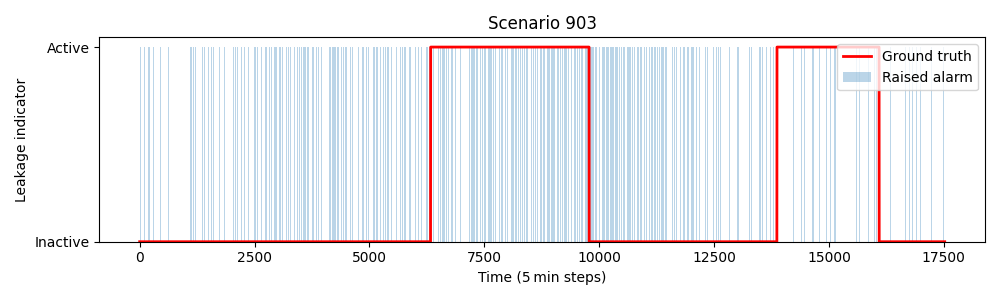 Scenario 903
Active
Inactive
Leakage indicator
Ground truth
Raised alarm
0
2500
5000
7500
10000
12500
15000
17500
Time (5 min steps)